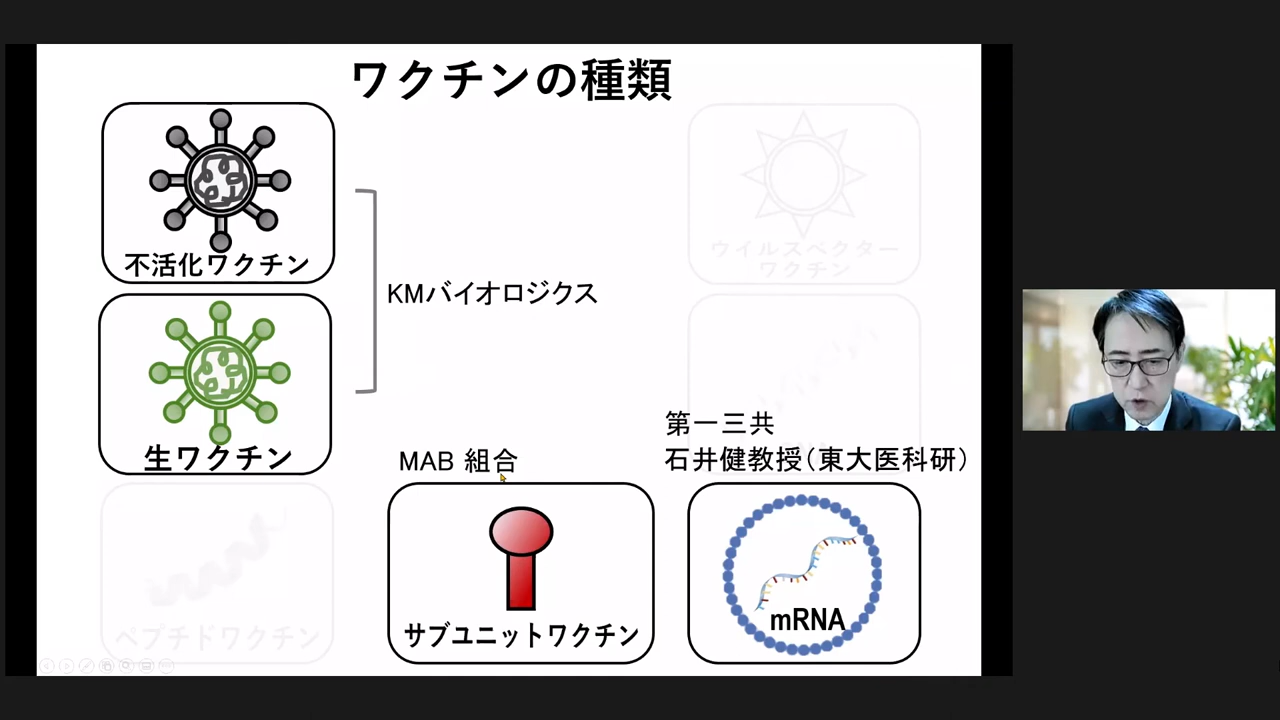 ワクチンの種類
不活化ワクチン
ウイルスベクター
ワクチン
KMバイオロジクス
生ワクチン
第一三共
MAB 組合
石井健教授（東大医科研）
ペプチドワクチン
サブユニットワクチン
mRNA